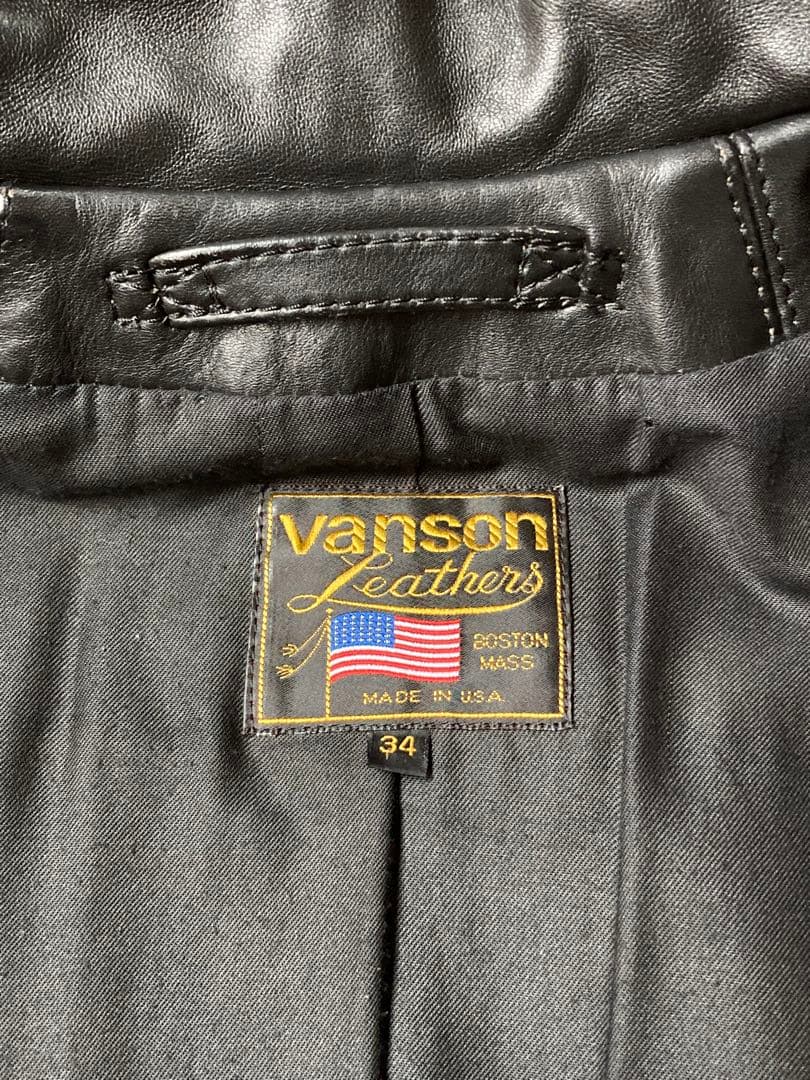 vanson
Leathers
BOSTON
MASS
MADE IN U.S.A.
34